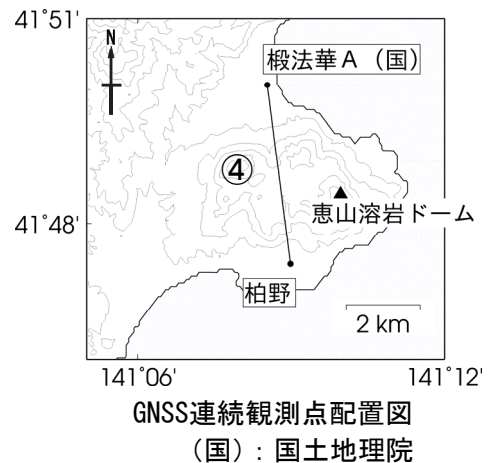 41°51'
N
椴法華A（国）
④
恵山溶岩ドーム
41°48'
柏野
2 km
141°06'
141°12'
GNSS連続観測点配置図
（国）: 国土地理院